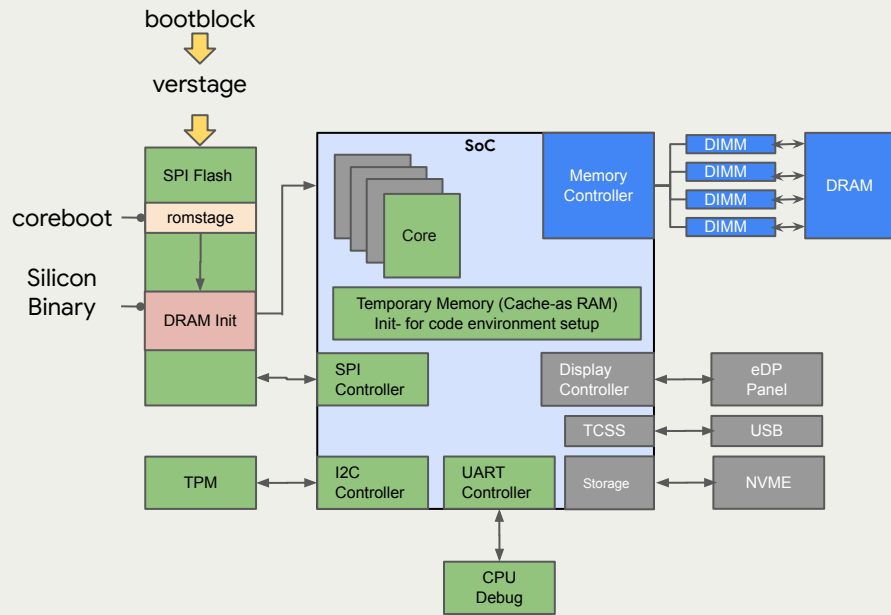 bootblock
verstage
SPI Flash
coreboot
romstage
Silicon
Binary
DRAM Init
SoC
Core
Memory
Controller
DIMM
DIMM
DIMM
DIMM
DRAM
Temporary Memory (Cache-as RAM)
Init- for code environment setup
SPI
Controller
Display
Controller
eDP
Panel
TCSS
USB
TPM
I2C
Controller
UART
Controller
Storage
NVME
CPU
Debug